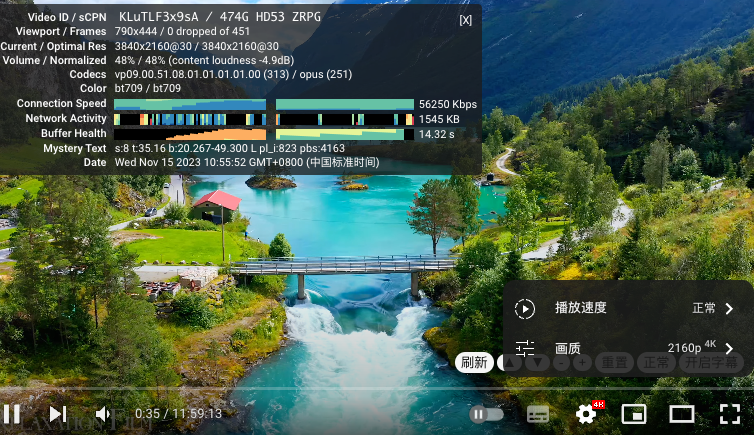 Video ID / sCPN KLuTLF3x9sA / 474G HD53 ZRPG [X]
Viewport / Frames 790x444 / 0 dropped of 451
Current / Optimal Res 3840x2160@30 / 3840x2160@30
Volume / Normalized 48% / 48% (content loudness -4.9dB)
Codecs vp09.00.51.08.01.01.01.01.00 (313) / opus (251)
Color bt709 / bt709
Connection Speed 56250 Kbps
Network Activity 1545 KB
Buffer Health 14.32 s
Mystery Text s:8 t:35.16 b:20.267-49.300 L pl_i:823 pbs:4163
Date Wed Nov 15 2023 10:55:52 GMT+0800 (中国标准时间)
播放速度 正常
画质 2160p 4K
刷新 重置 正常 开启字幕
0:35 / 11:59:13 4K